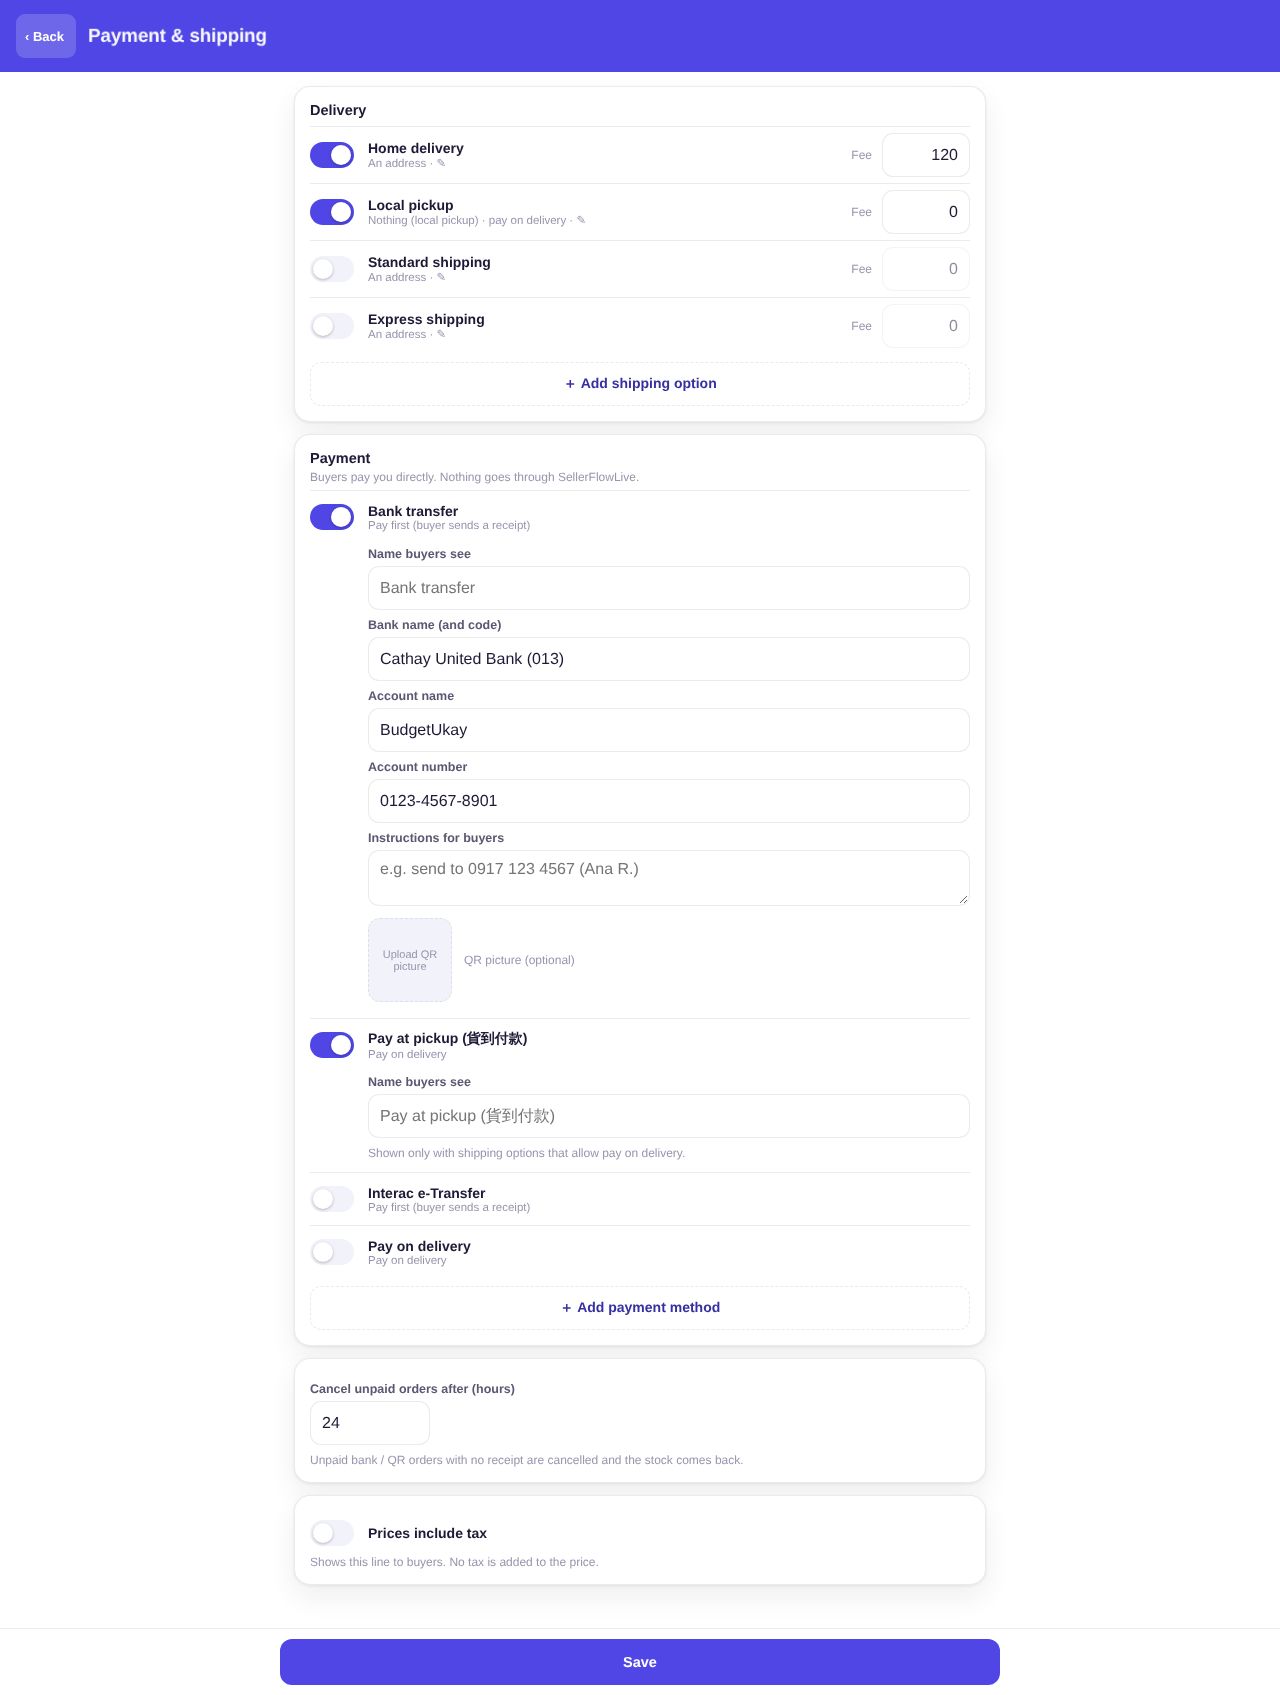 ‹ Back
Payment & shipping
Delivery
Home delivery
An address · ✎
Fee
120
Local pickup
Nothing (local pickup) · pay on delivery · ✎
Fee
0
Standard shipping
An address · ✎
Fee
0
Express shipping
An address · ✎
Fee
0
+ Add shipping option
Payment
Buyers pay you directly. Nothing goes through SellerFlowLive.
Bank transfer
Pay first (buyer sends a receipt)
Name buyers see
Bank transfer
Bank name (and code)
Cathay United Bank (013)
Account name
BudgetUkay
Account number
0123-4567-8901
Instructions for buyers
e.g. send to 0917 123 4567 (Ana R.)
Upload QR
picture
QR picture (optional)
Pay at pickup (貨到付款)
Pay on delivery
Name buyers see
Pay at pickup (貨到付款)
Shown only with shipping options that allow pay on delivery.
Interac e-Transfer
Pay first (buyer sends a receipt)
Pay on delivery
Pay on delivery
+ Add payment method
Cancel unpaid orders after (hours)
24
Unpaid bank / QR orders with no receipt are cancelled and the stock comes back.
Prices include tax
Shows this line to buyers. No tax is added to the price.
Save